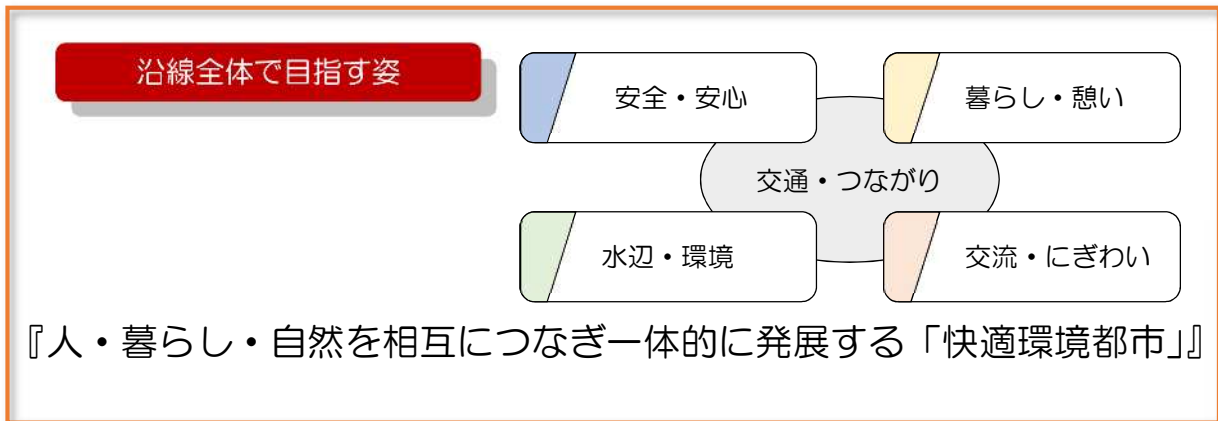 沿線全体で目指す姿
安全・安心
暮らし・憩い
交通・つながり
水辺・環境
交流・にぎわい
『人・暮らし・自然を相互につなぎ一体的に発展する「快適環境都市」』